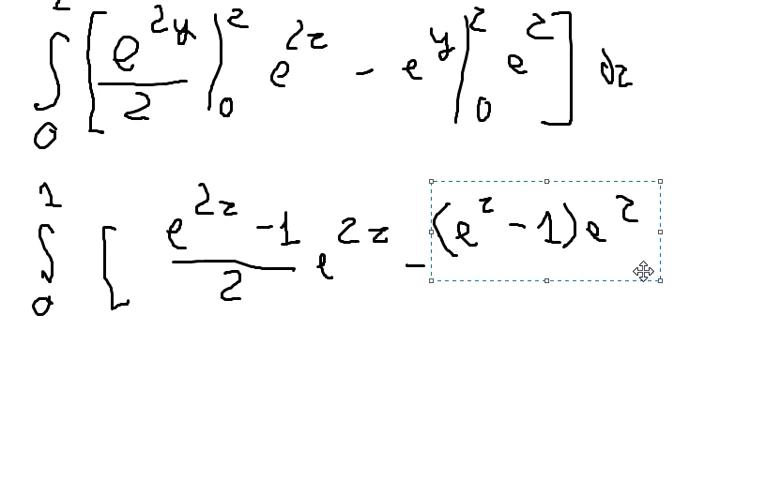 ∫₀¹ [ e^{2y}/2 |₀^z e^{2z} - e^y |₀^z e^z ] dz
∫₀¹ [ (e^{2z} - 1)/2 e^{2z} - (e^z - 1) e^z